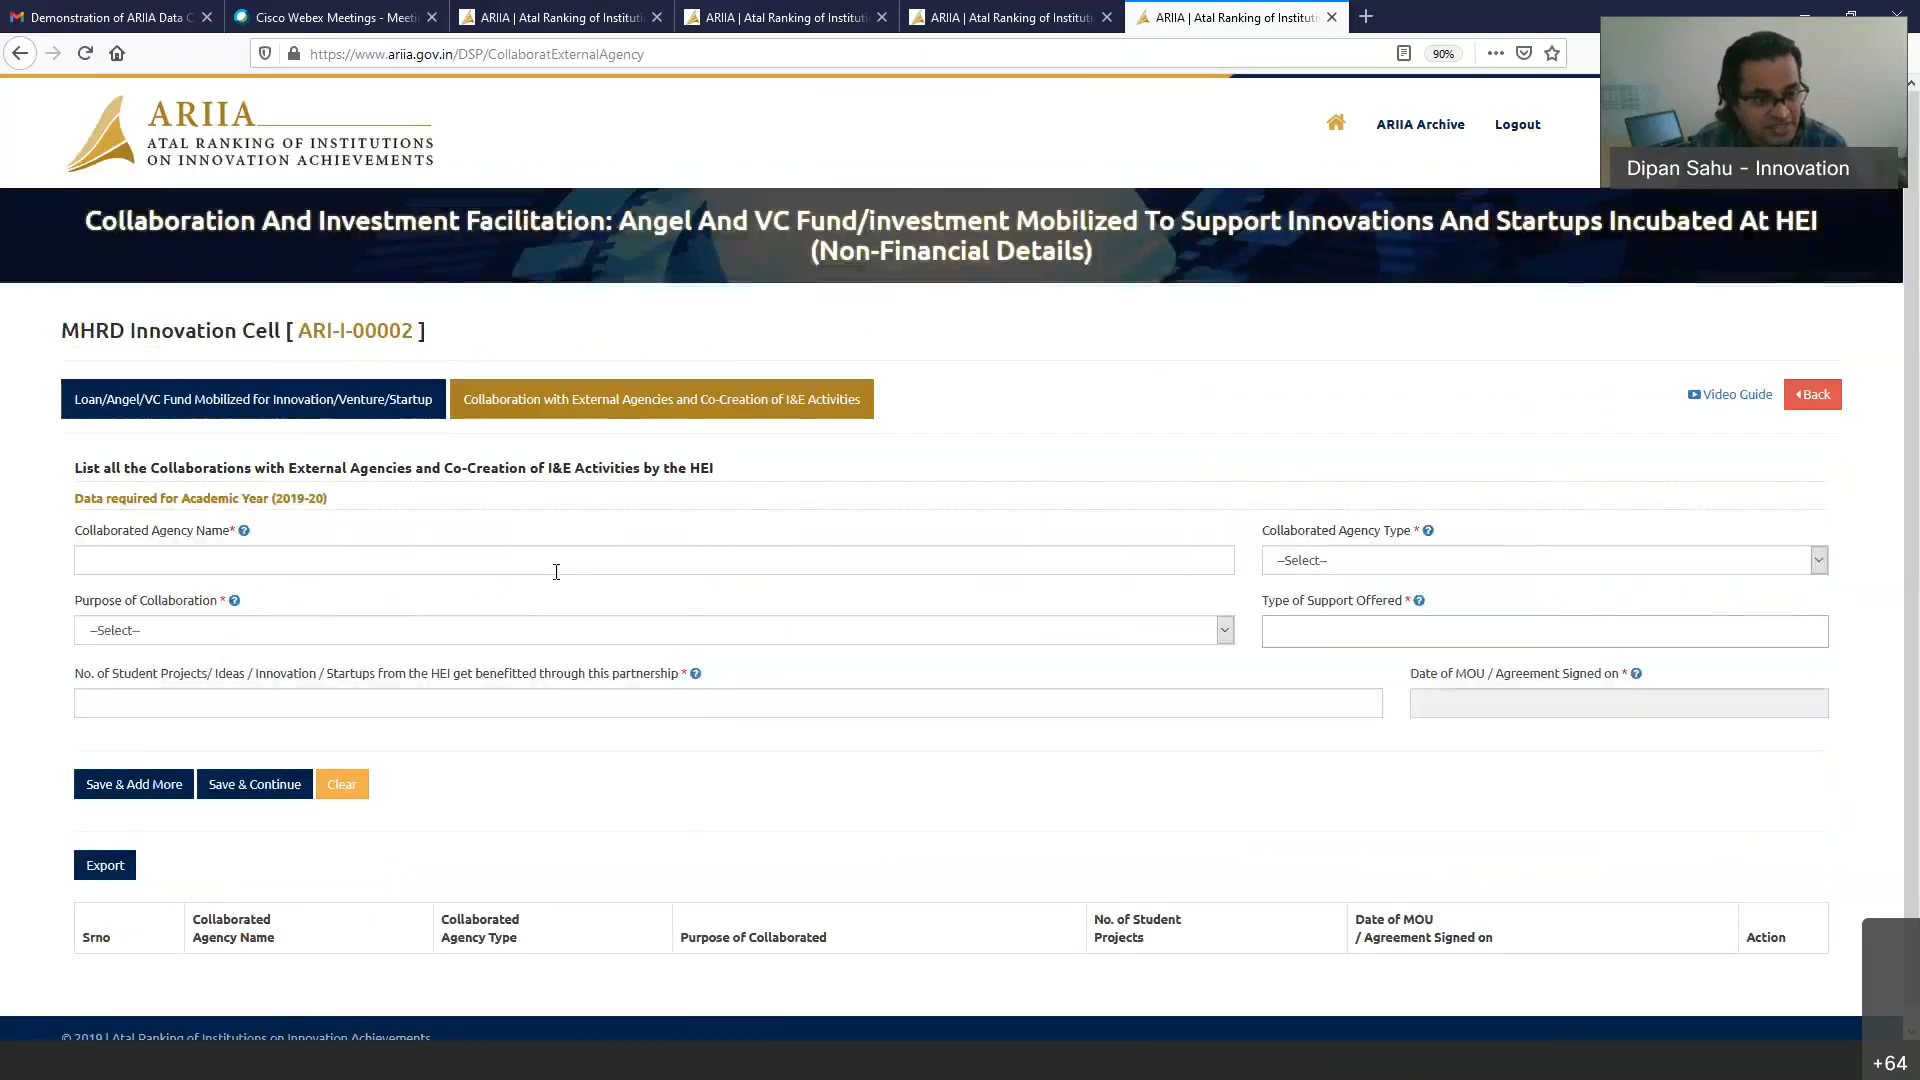 Demonstration of ARIIA Data C
Cisco Webex Meetings - Meeti
ARIIA | Atal Ranking of Instituti
ARIIA | Atal Ranking of Instituti
ARIIA | Atal Ranking of Instituti
ARIIA | Atal Ranking of Instituti
https://www.ariia.gov.in/DSP/CollaboratExternalAgency
90%
ARIIA
ATAL RANKING OF INSTITUTIONS
ON INNOVATION ACHIEVEMENTS
ARIIA Archive
Logout
Dipan Sahu - Innovation
Collaboration And Investment Facilitation: Angel And VC Fund/investment Mobilized To Support Innovations And Startups Incubated At HEI
(Non-Financial Details)
MHRD Innovation Cell [ ARI-I-00002 ]
Loan/Angel/VC Fund Mobilized for Innovation/Venture/Startup
Collaboration with External Agencies and Co-Creation of I&E Activities
Video Guide
Back
List all the Collaborations with External Agencies and Co-Creation of I&E Activities by the HEI
Data required for Academic Year (2019-20)
Collaborated Agency Name*
Collaborated Agency Type *
--Select--
Purpose of Collaboration *
Type of Support Offered *
--Select--
No. of Student Projects/ Ideas / Innovation / Startups from the HEI get benefitted through this partnership *
Date of MOU / Agreement Signed on *
Save & Add More
Save & Continue
Clear
Export
Srno
Collaborated
Agency Name
Collaborated
Agency Type
Purpose of Collaborated
No. of Student
Projects
Date of MOU
/ Agreement Signed on
Action
© 2019 | Atal Ranking of Institutions on Innovation Achievements
+64